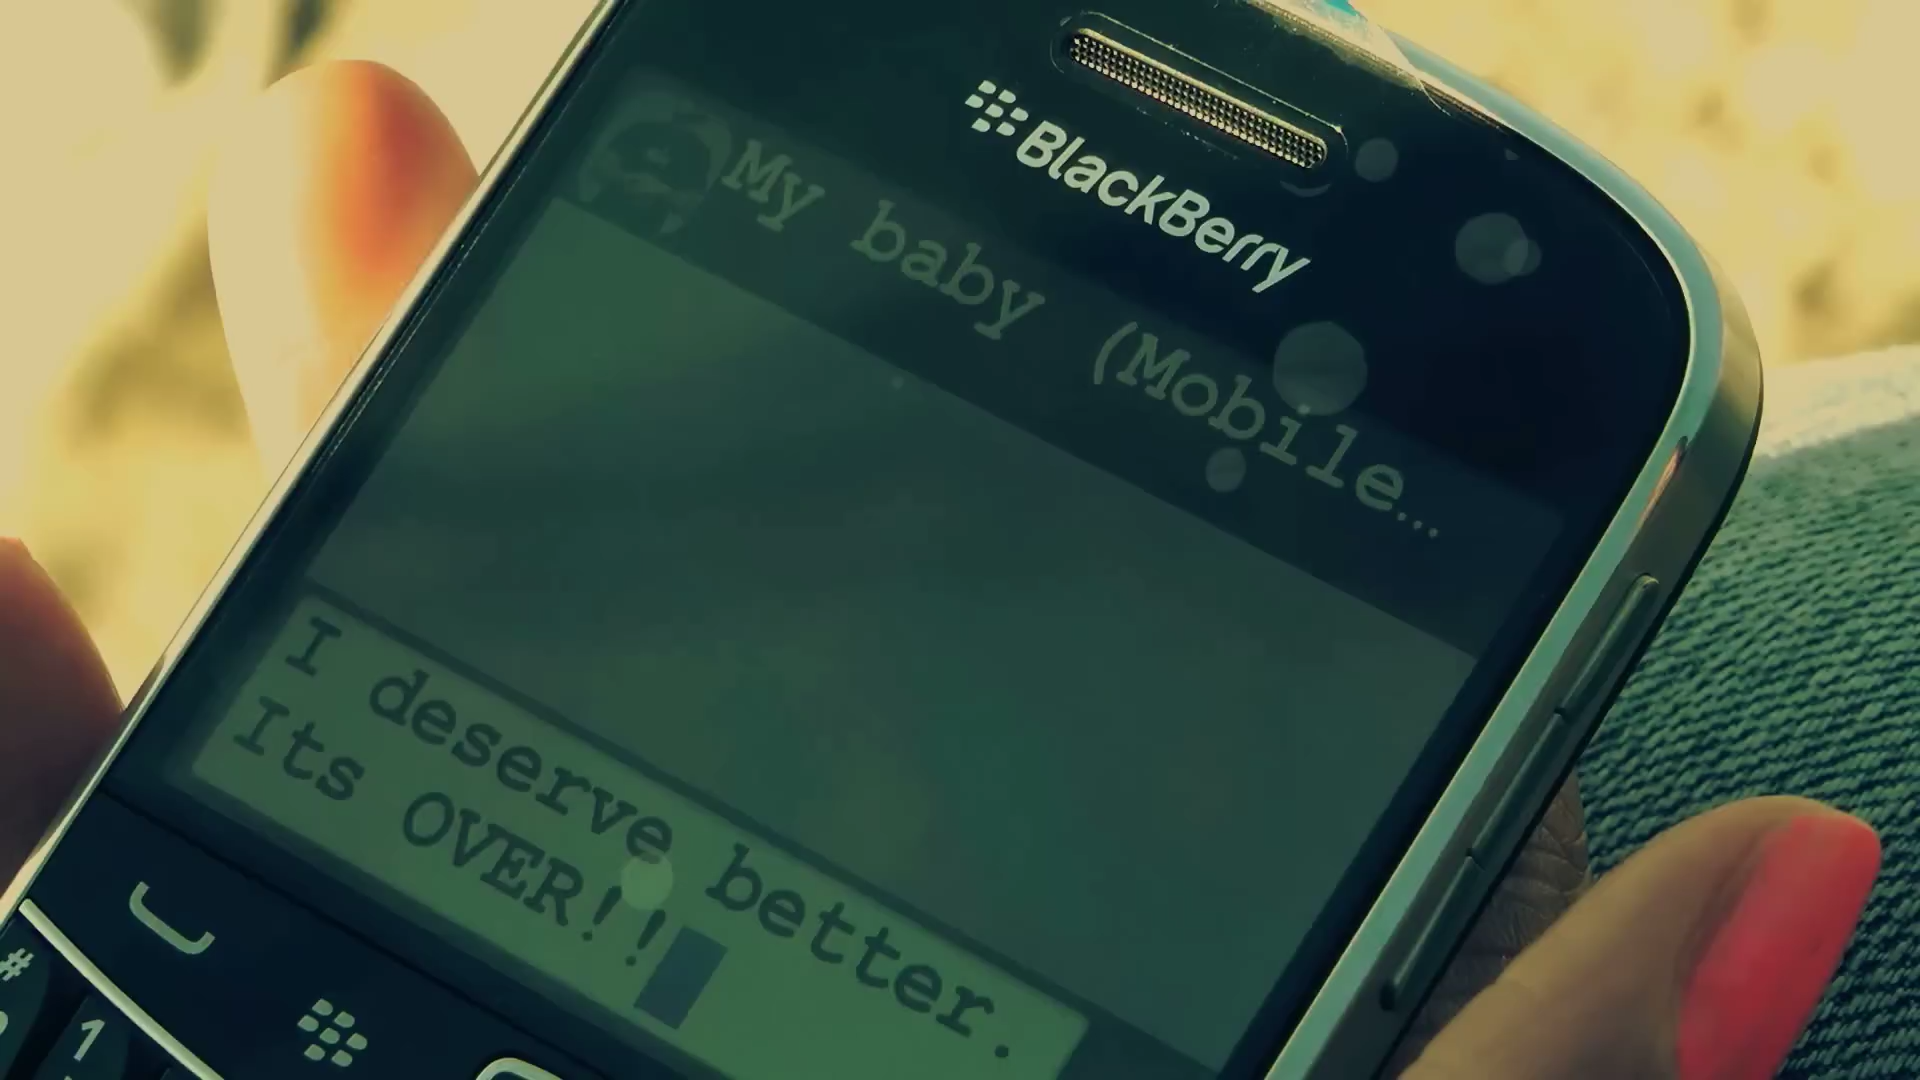 BlackBerry
My baby (Mobile...
I deserve better.
Its OVER!!
#
1